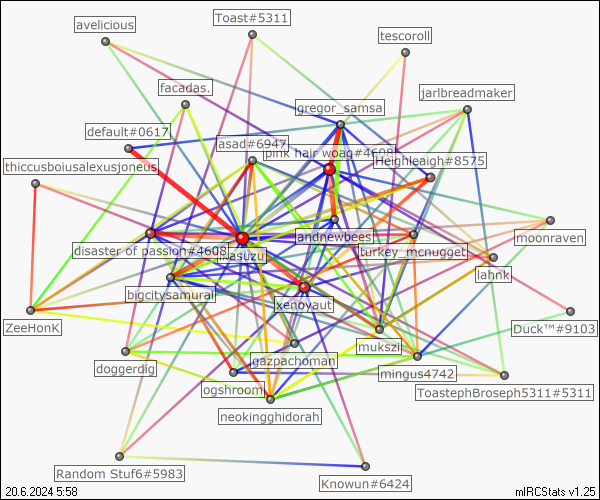 Toast#5311
avelicious
tescoroll
facadas.
jarlbreadmaker
gregor_samsa
default#0617
asad#6947
pink hair woag#4608
Heighleaigh#8575
thiccusboiusalexusjoneus
moonraven
andnewbees
disaster of passion#4608
asuzu
turkey_mcnugget
lahnk
bigcitysamurai
xenoyaut
ZeeHonK
Duck™#9103
mukszi
gazpachoman
doggerdig
mingus4742
ogshroom
ToastephBroseph5311#5311
neokingghidorah
Random Stuf6#5983
Knowun#6424
20.6.2024 5:58
mIRCStats v1.25